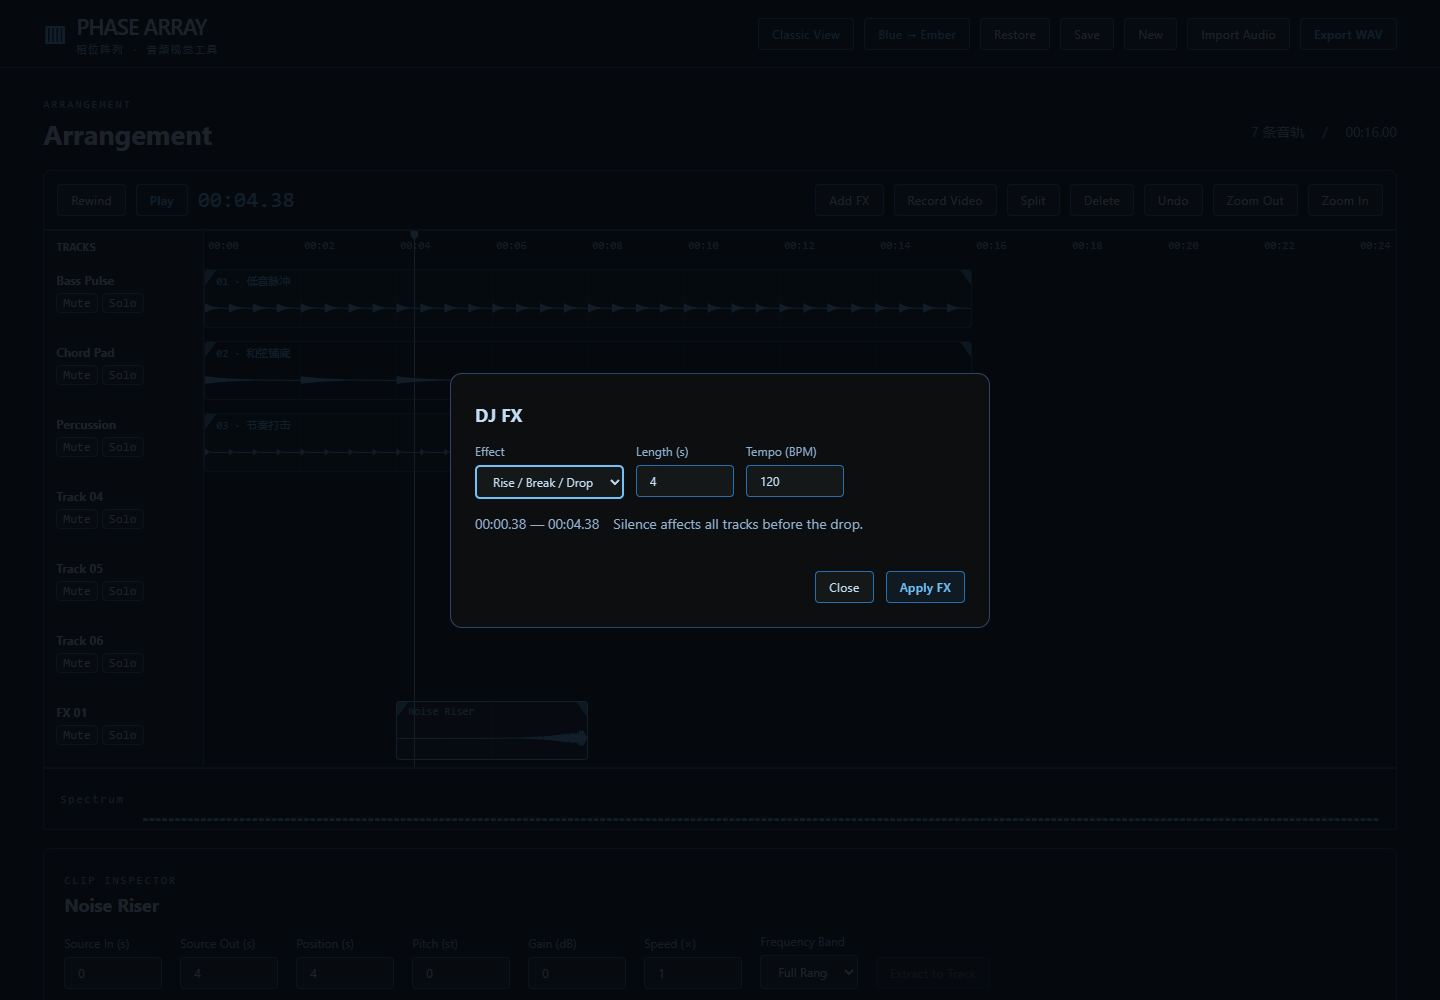 PHASE ARRAY
相位阵列 · 音频视觉工具
Classic View
Blue → Ember
Restore
Save
New
Import Audio
Export WAV
ARRANGEMENT
Arrangement
7 条音轨 / 00:16.00
Rewind
Play
00:04.38
Add FX
Record Video
Split
Delete
Undo
Zoom Out
Zoom In
TRACKS
00:00 00:02 00:04 00:06 00:08 00:10 00:12 00:14 00:16 00:18 00:20 00:22 00:24
Bass Pulse
Mute Solo
01 · 低音脉冲
Chord Pad
Mute Solo
02 · 和弦铺底
Percussion
Mute Solo
03 · 节奏打击
Track 04
Mute Solo
Track 05
Mute Solo
Track 06
Mute Solo
FX 01
Mute Solo
Noise Riser
DJ FX
Effect Length (s) Tempo (BPM)
Rise / Break / Drop 4 120
00:00.38 — 00:04.38 Silence affects all tracks before the drop.
Close Apply FX
Spectrum
CLIP INSPECTOR
Noise Riser
Source In (s) Source Out (s) Position (s) Pitch (st) Gain (dB) Speed (×) Frequency Band
0 4 4 0 0 1 Full Rang Extract to Track